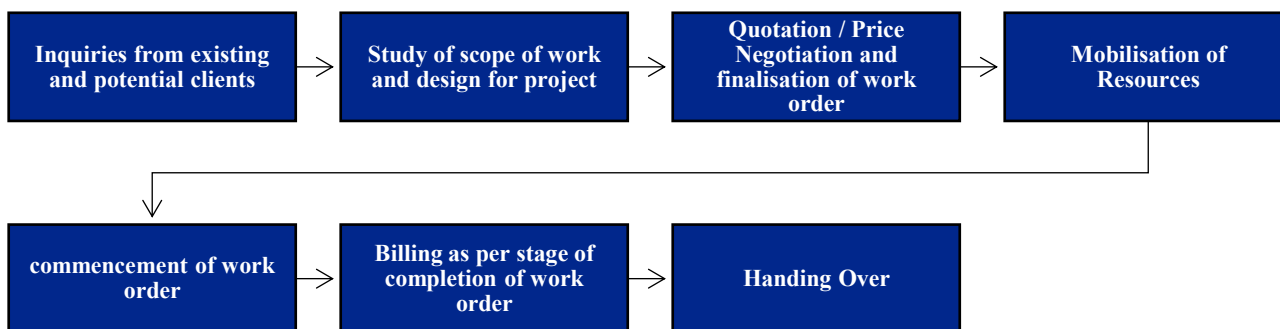 Inquiries from existing
and potential clients
Study of scope of work
and design for project
Quotation / Price
Negotiation and
finalisation of work
order
Mobilisation of
Resources
commencement of work
order
Billing as per stage of
completion of work
order
Handing Over